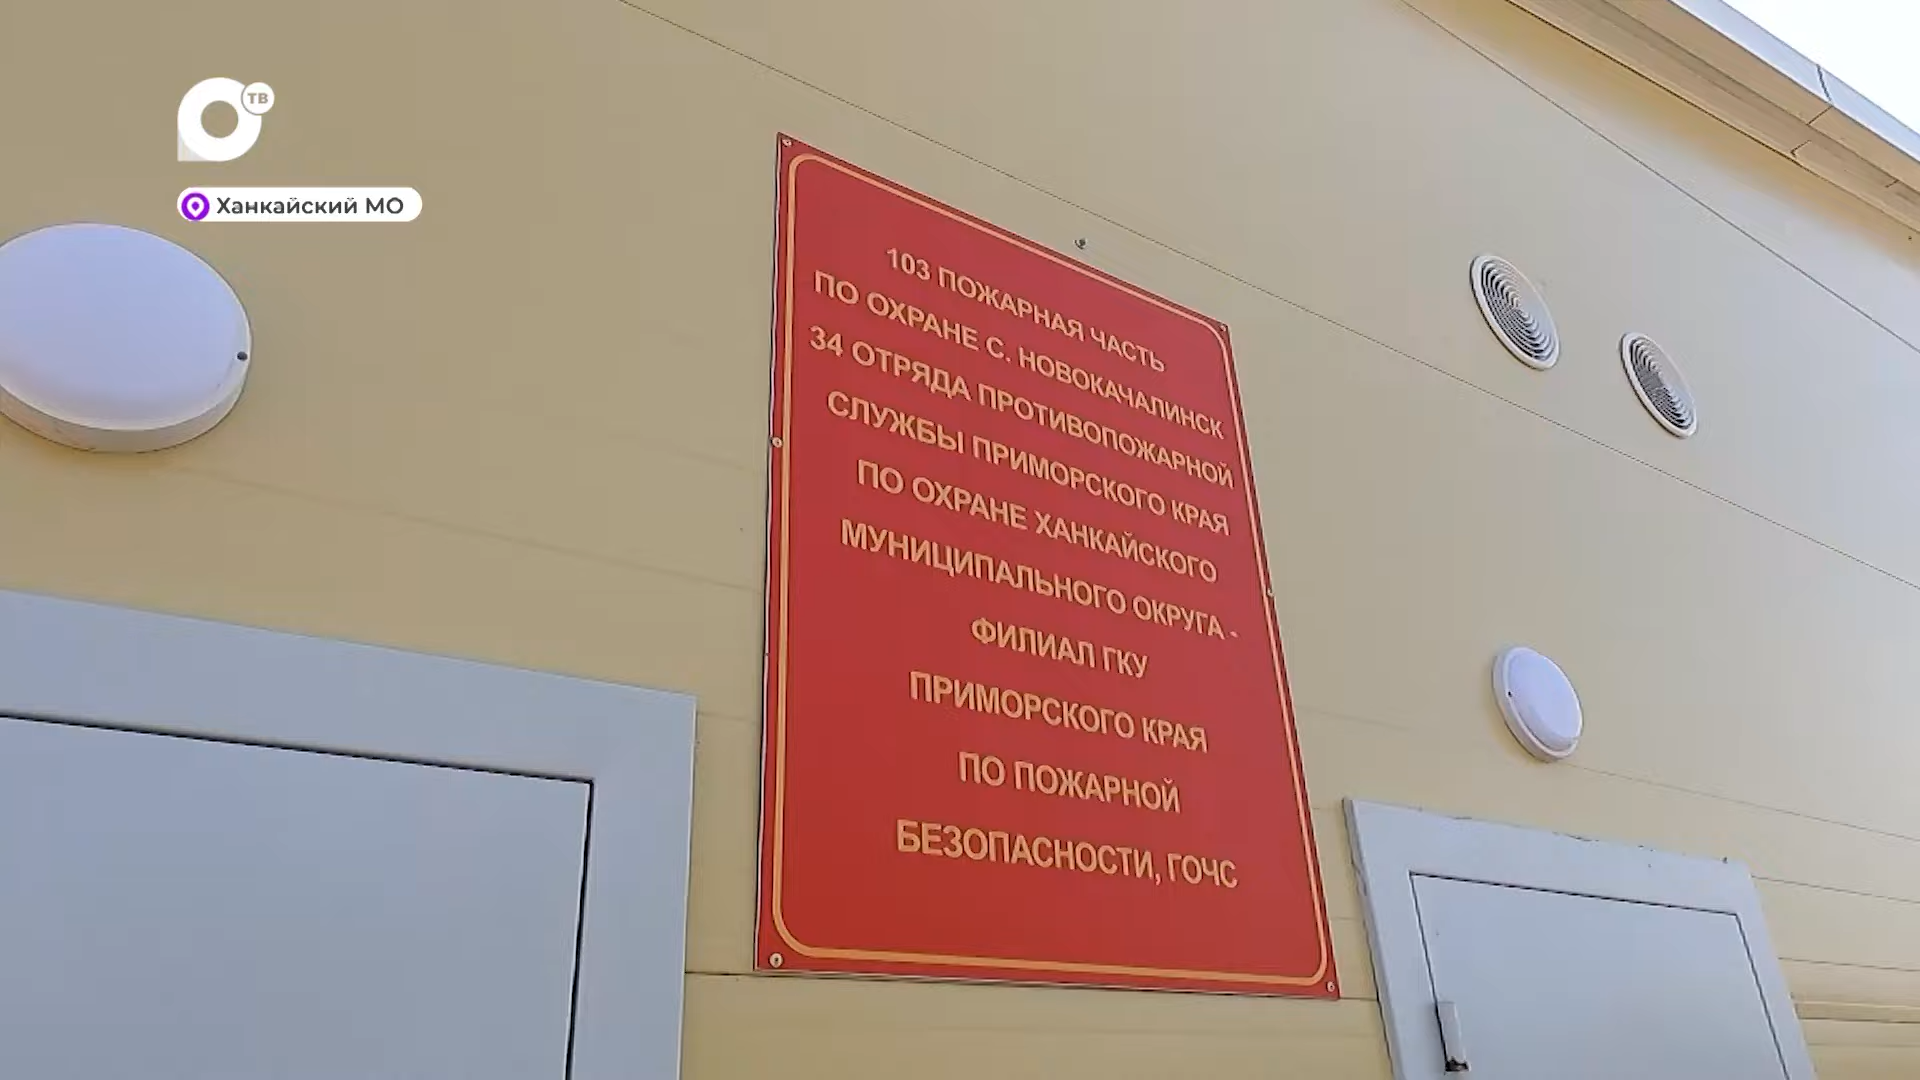 ТВ
Ханкайский МО
103 ПОЖАРНАЯ ЧАСТЬ
ПО ОХРАНЕ С. НОВОКАЧАЛИНСК
34 ОТРЯДА ПРОТИВОПОЖАРНОЙ
СЛУЖБЫ ПРИМОРСКОГО КРАЯ
ПО ОХРАНЕ ХАНКАЙСКОГО
МУНИЦИПАЛЬНОГО ОКРУГА -
ФИЛИАЛ ГКУ
ПРИМОРСКОГО КРАЯ
ПО ПОЖАРНОЙ
БЕЗОПАСНОСТИ, ГОЧС